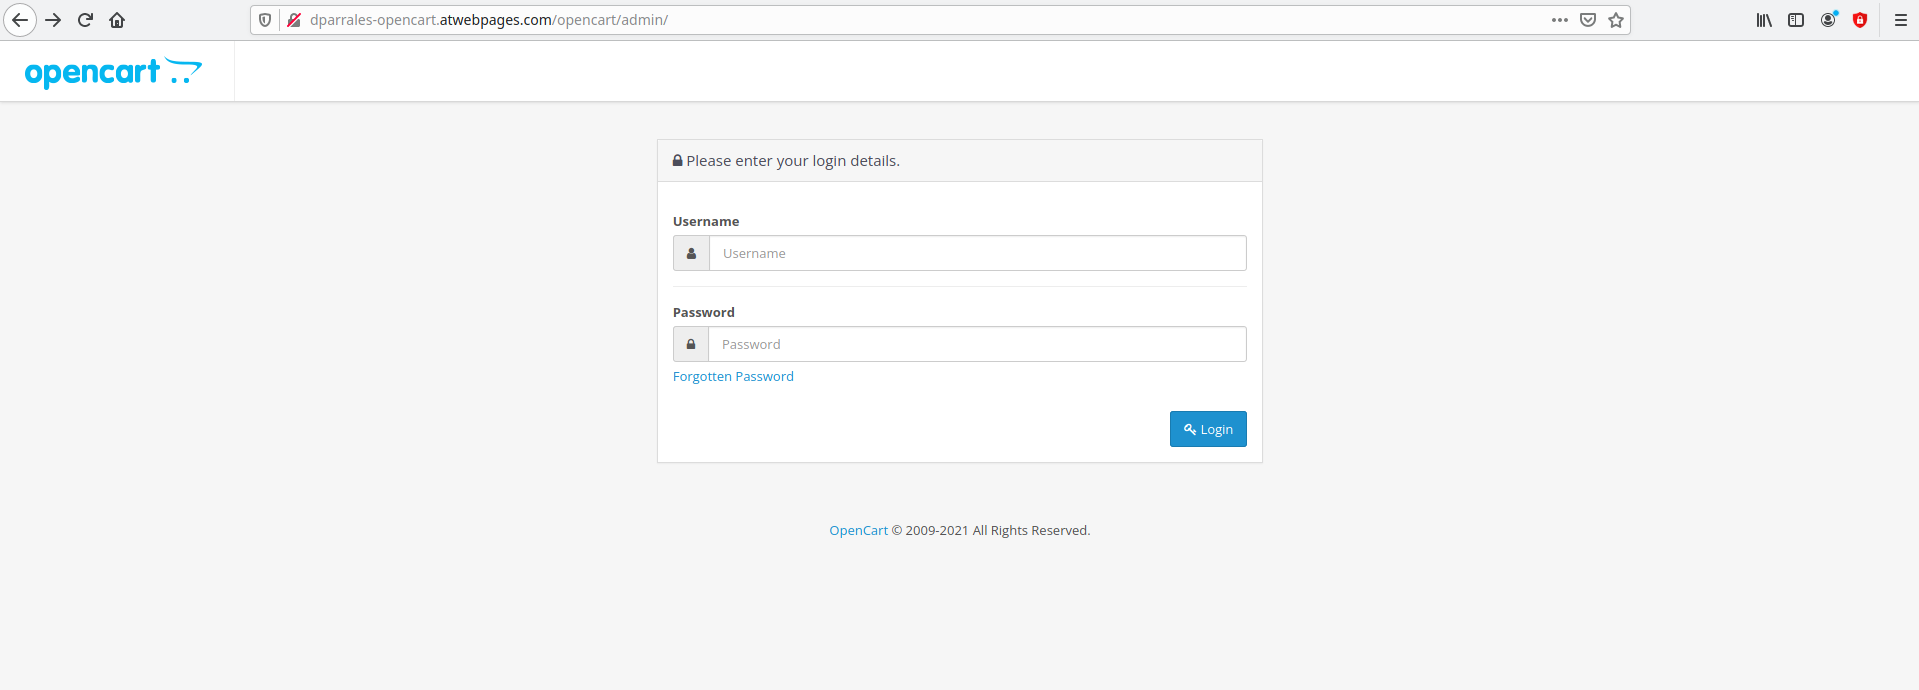 dparrales-opencart.atwebpages.com/opencart/admin/
opencart
Please enter your login details.
Username
Username
Password
Password
Forgotten Password
Login
OpenCart © 2009-2021 All Rights Reserved.